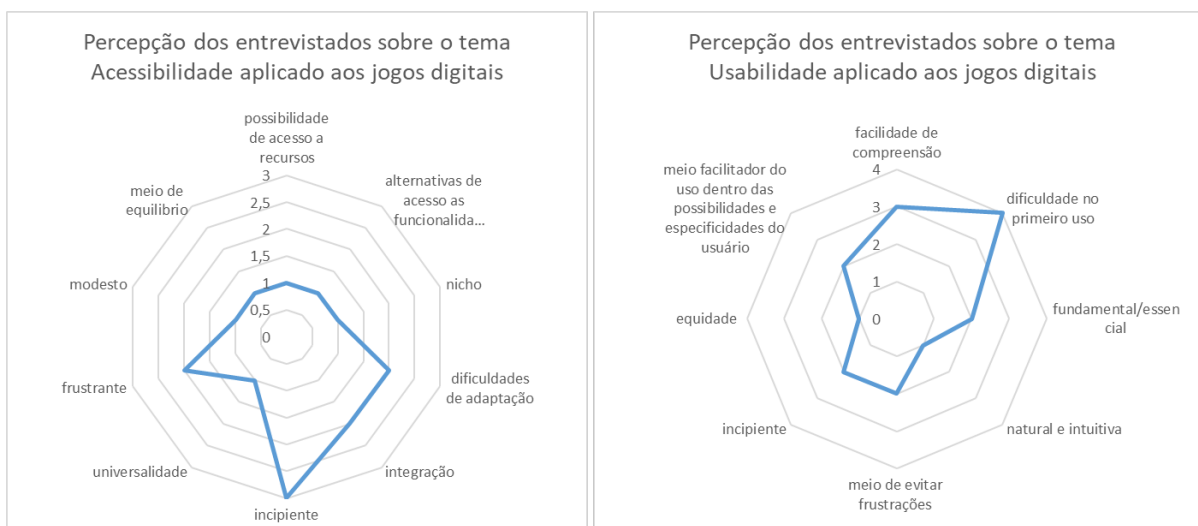 Percepção dos entrevistados sobre o tema
Acessibilidade aplicado aos jogos digitais
possibilidade
de acesso a
recursos
3
2,5
2
1,5
1
0,5
0
alternativas de
acesso as
funcionalida...
nicho
dificuldades
de adaptação
integração
incipiente
universalidade
frustrante
modesto
meio de
equilibrio
Percepção dos entrevistados sobre o tema
Usabilidade aplicado aos jogos digitais
facilidade de
compreensão
4
3
2
1
0
dificuldade no
primeiro uso
fundamental/essen
cial
natural e intuitiva
meio de evitar
frustrações
incipiente
equidade
meio facilitador do
uso dentro das
possibilidades e
especificidades do
usuário